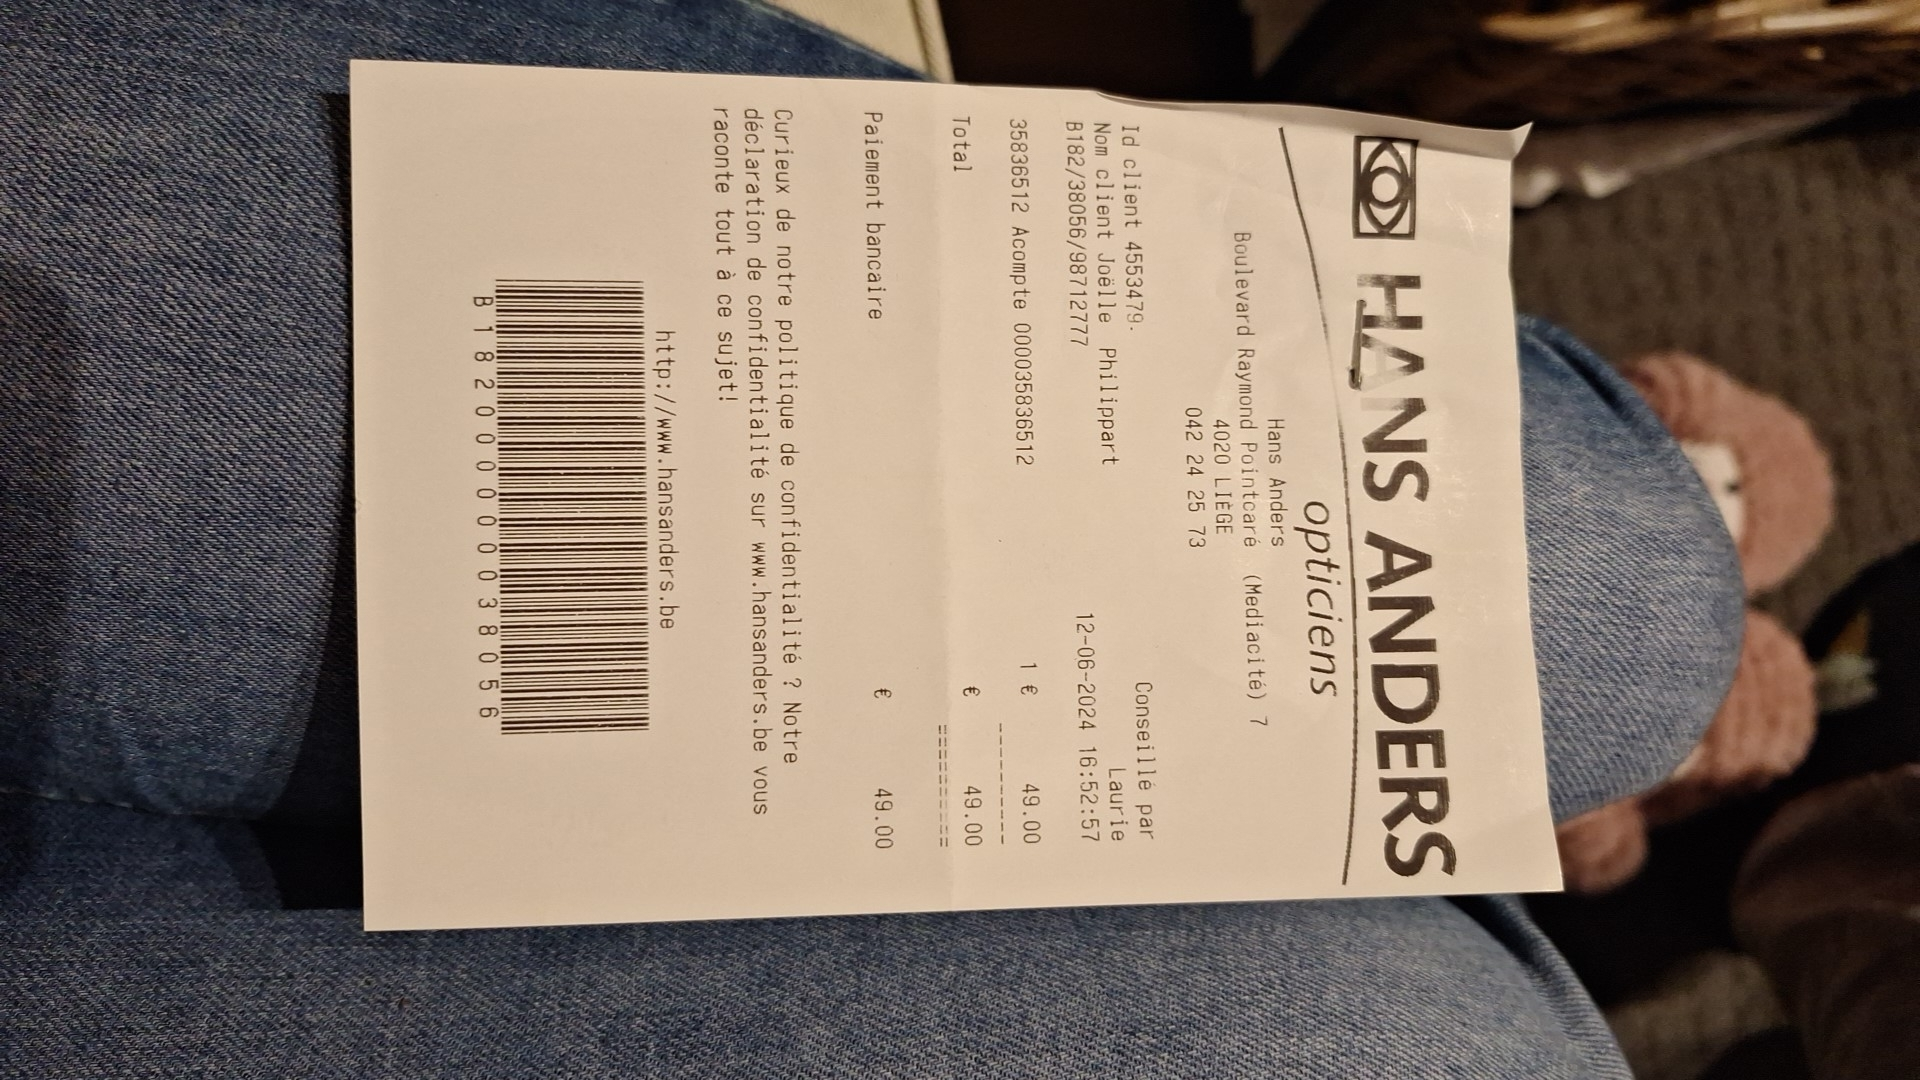 HANS ANDERS
opticiens
Hans Anders
Boulevard Raymond Pointcaré (Mediacité) 7
4020 LIÈGE
042 24 25 73
Conseillé par
Id client 4553479. Laurie
Nom client Joëlle Philippart
B182/38056/98712777 12-06-2024 16:52:57
35836512 Acompte 000035836512 1 € 49.00
---------
Total € 49.00
=========
Paiement bancaire € 49.00
Curieux de notre politique de confidentialité ? Notre
déclaration de confidentialité sur www.hansanders.be vous
raconte tout à ce sujet!
http://www.hansanders.be
B182000000038056